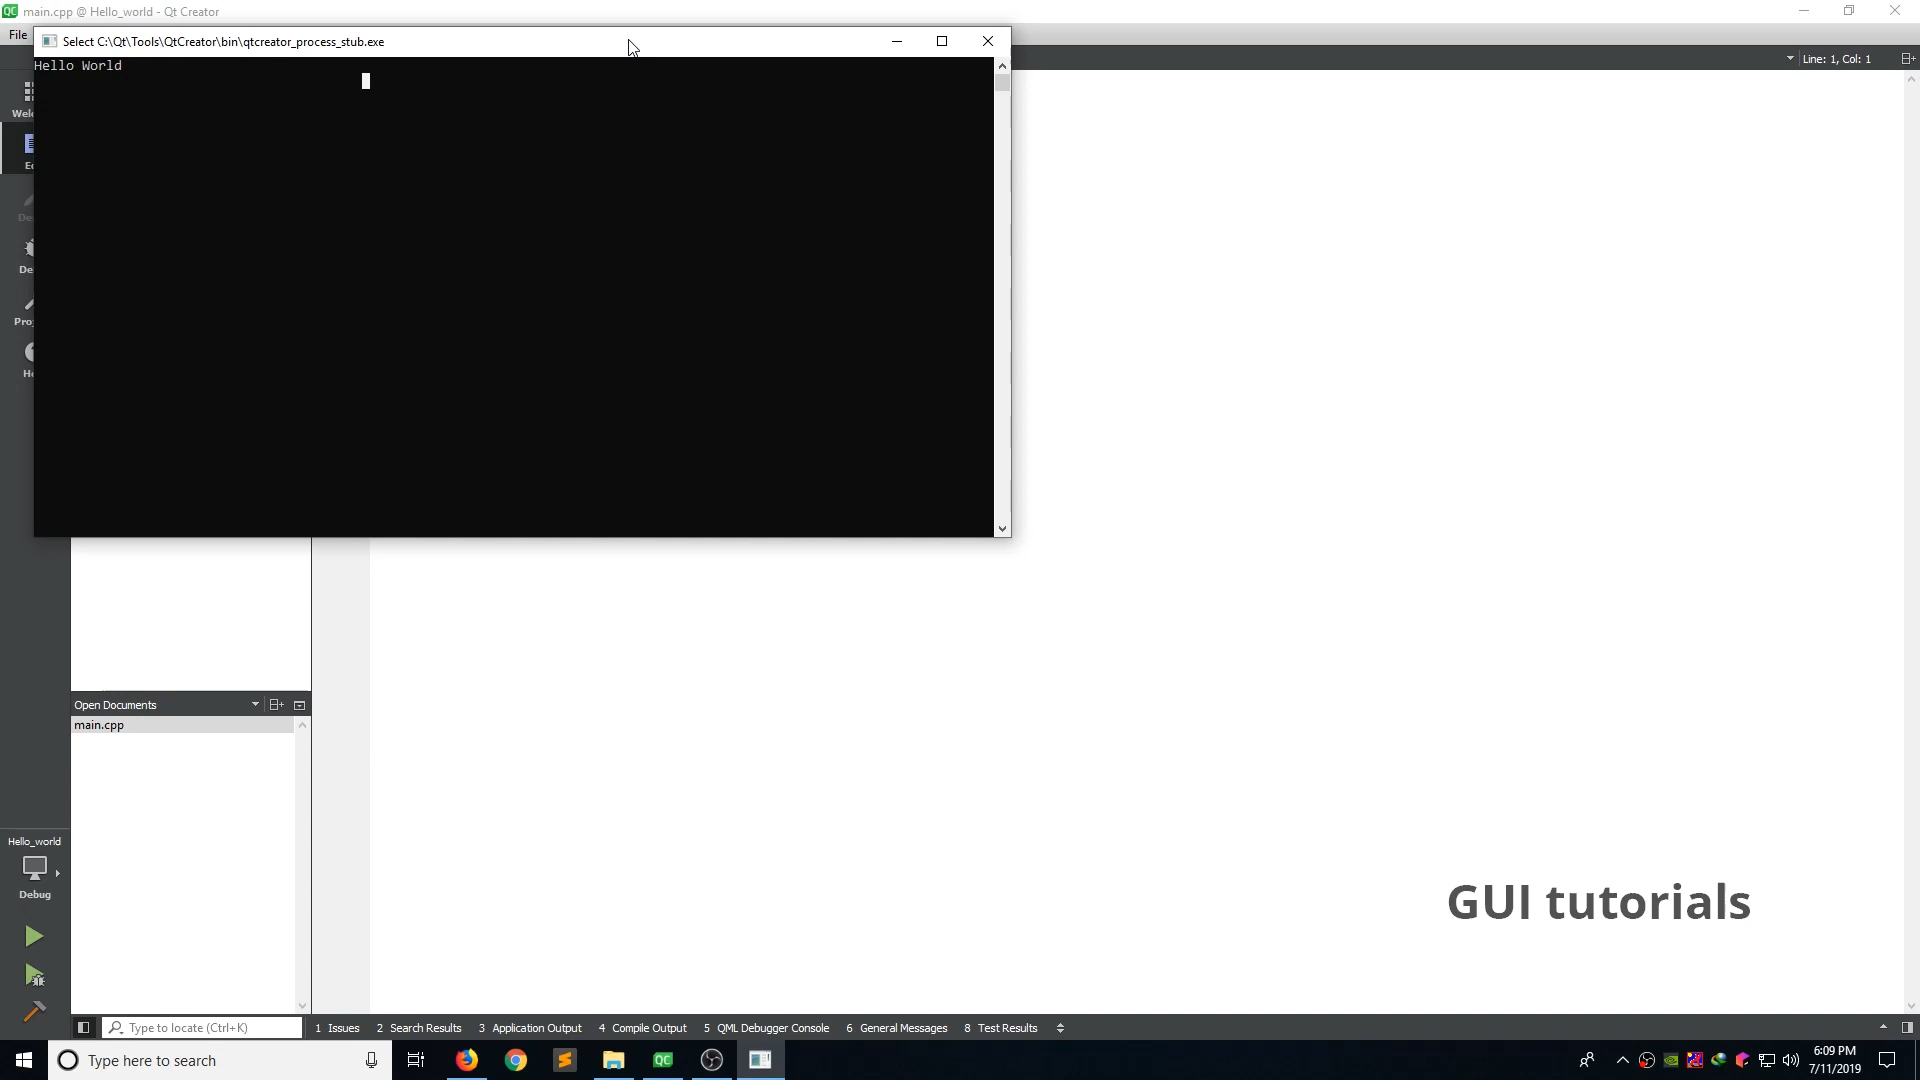 main.cpp @ Hello_world - Qt Creator
File
Select C:\Qt\Tools\QtCreator\bin\qtcreator_process_stub.exe
Line: 1, Col: 1
Hello World
Open Documents
main.cpp
Hello_world
Debug
GUI tutorials
Type to locate (Ctrl+K)
1 Issues 2 Search Results 3 Application Output 4 Compile Output 5 QML Debugger Console 6 General Messages 8 Test Results
Type here to search
6:09 PM
7/11/2019